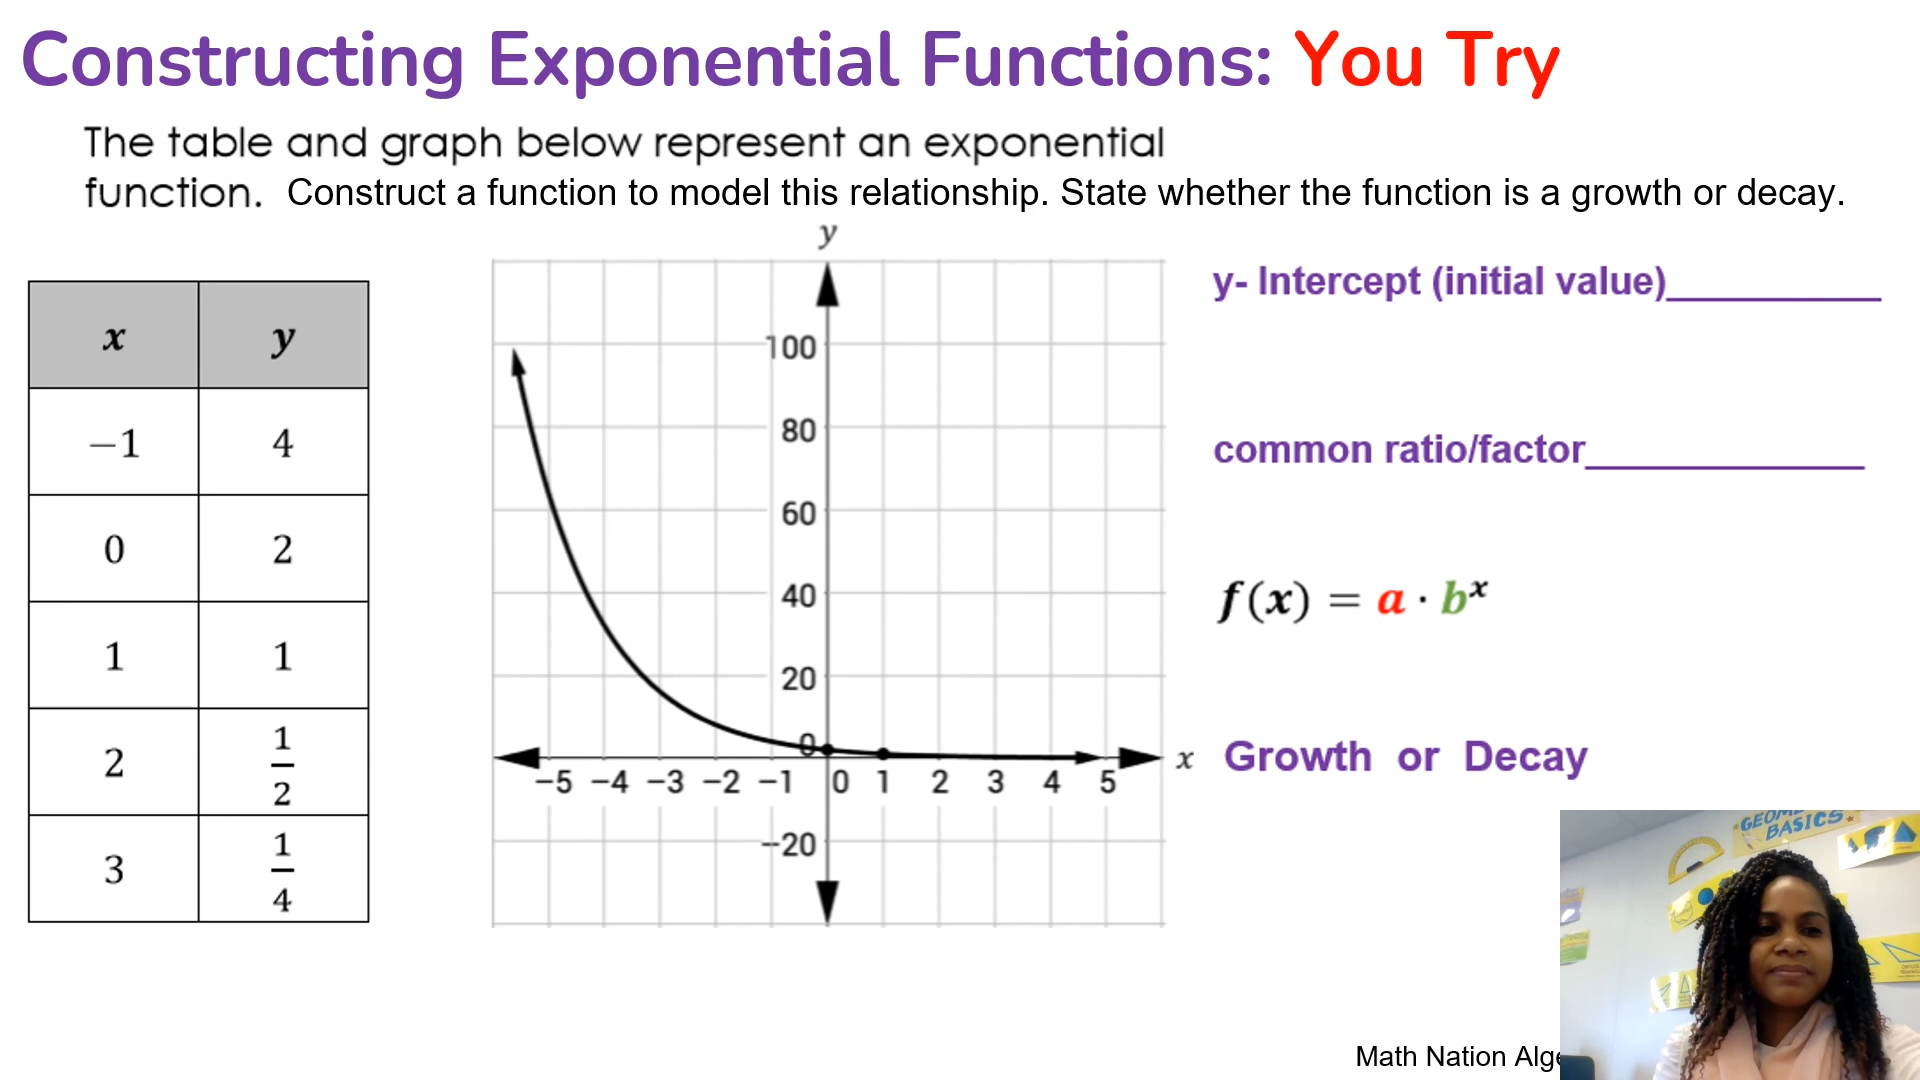 Constructing Exponential Functions: You Try
The table and graph below represent an exponential
function. Construct a function to model this relationship. State whether the function is a growth or decay.
x y
−1 4
0 2
1 1
2 1/2
3 1/4
y
100
80
60
40
20
0
−5 −4 −3 −2 −1 0 1 2 3 4 5
x
−20
y- Intercept (initial value)__________
common ratio/factor_____________
f(x) = a · bˣ
Growth or Decay
GEOM
BASICS
Math Nation Alge